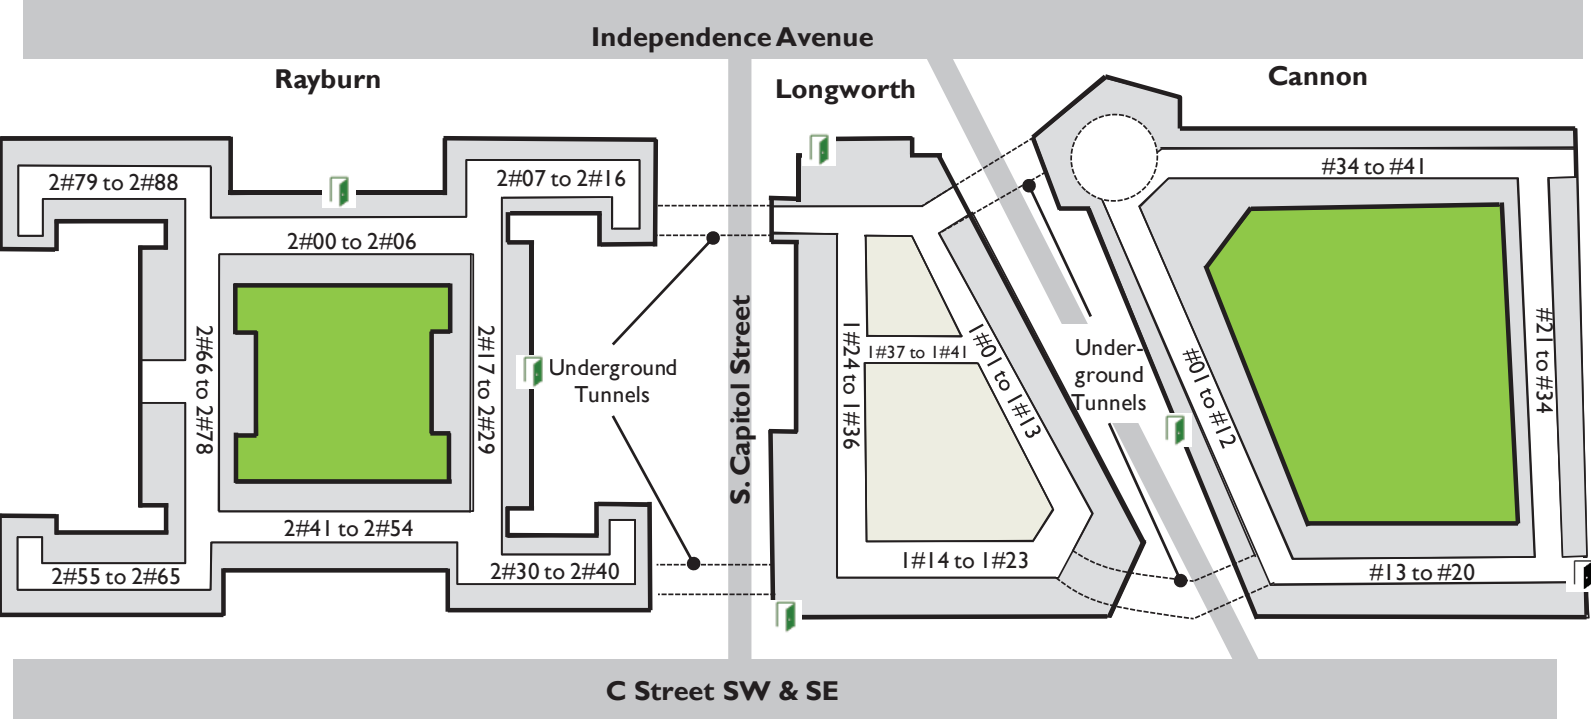 Independence Avenue
Rayburn
Longworth
Cannon
2#79 to 2#88
2#07 to 2#16
#34 to #41
2#00 to 2#06
2#66 to 2#78
2#17 to 2#29
Underground
Tunnels
S. Capitol Street
1#24 to 1#36
1#37 to 1#41
1#01 to 1#13
Under-
ground
Tunnels
#01 to #12
#21 to #34
2#41 to 2#54
2#55 to 2#65
2#30 to 2#40
1#14 to 1#23
#13 to #20
C Street SW & SE